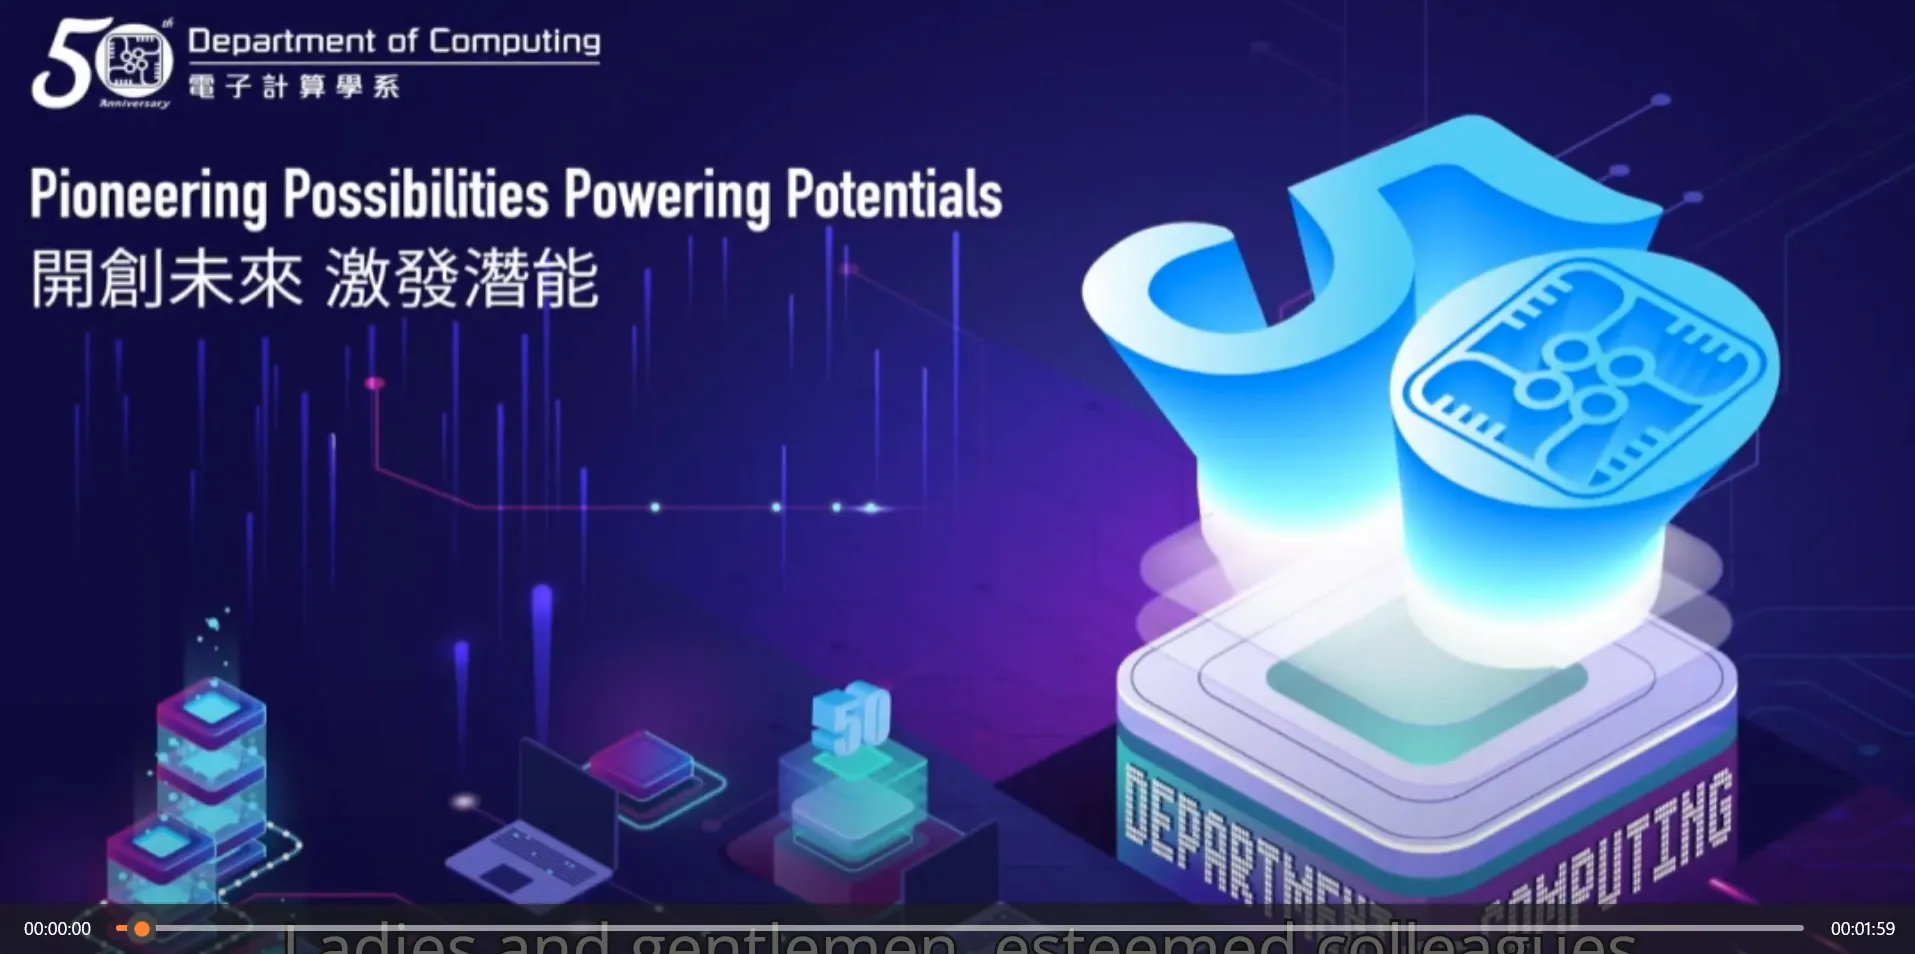 50th Anniversary
Department of Computing
電子計算學系
Pioneering Possibilities Powering Potentials
開創未來 激發潛能
50
50
DEPARTMENT
COMPUTING
00:00:00
Ladies and gentlemen, esteemed colleagues
00:01:59